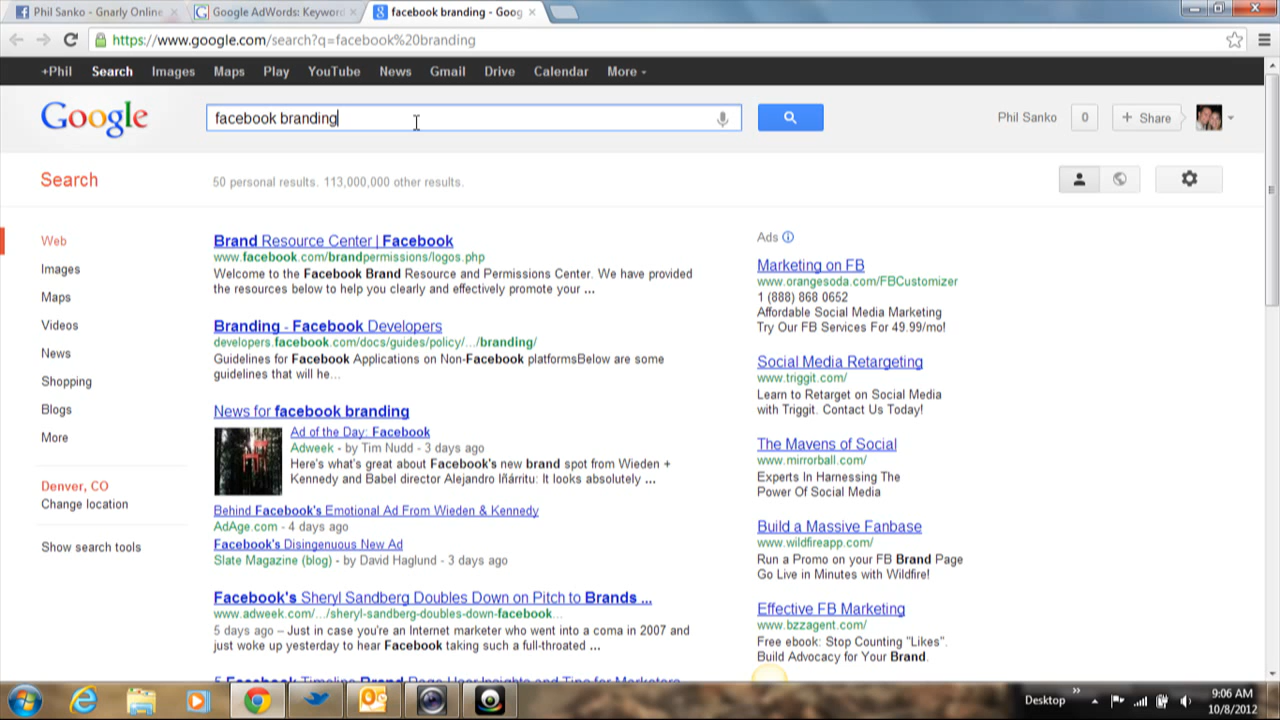 Phil Sanko - Gnarly Online
Google AdWords: Keyword
facebook branding - Goog
https://www.google.com/search?q=facebook%20branding
+Phil Search Images Maps Play YouTube News Gmail Drive Calendar More
Google
facebook branding
Phil Sanko 0 + Share
Search
50 personal results. 113,000,000 other results.
Web
Images
Maps
Videos
News
Shopping
Blogs
More
Denver, CO
Change location
Show search tools
Brand Resource Center | Facebook
www.facebook.com/brandpermissions/logos.php
Welcome to the Facebook Brand Resource and Permissions Center. We have provided
the resources below to help you clearly and effectively promote your ...
Branding - Facebook Developers
developers.facebook.com/docs/guides/policy/.../branding/
Guidelines for Facebook Applications on Non-Facebook platformsBelow are some
guidelines that will he...
News for facebook branding
Ad of the Day: Facebook
Adweek - by Tim Nudd - 3 days ago
Here's what's great about Facebook's new brand spot from Wieden +
Kennedy and Babel director Alejandro Iñárritu: It looks absolutely ...
Behind Facebook's Emotional Ad From Wieden & Kennedy
AdAge.com - 4 days ago
Facebook's Disingenuous New Ad
Slate Magazine (blog) - by David Haglund - 3 days ago
Facebook's Sheryl Sandberg Doubles Down on Pitch to Brands ...
www.adweek.com/.../sheryl-sandberg-doubles-down-facebook...
5 days ago – Just in case you're an Internet marketer who went into a coma in 2007 and
just woke up yesterday to hear Facebook taking such a full-throated ...
5 Facebook Timeline Brand Page User Insights and Tips for Marketers
Ads
Marketing on FB
www.orangesoda.com/FBCustomizer
1 (888) 868 0652
Affordable Social Media Marketing
Try Our FB Services For 49.99/mo!
Social Media Retargeting
www.triggit.com/
Learn to Retarget on Social Media
with Triggit. Contact Us Today!
The Mavens of Social
www.mirrorball.com/
Experts In Harnessing The
Power Of Social Media
Build a Massive Fanbase
www.wildfireapp.com/
Run a Promo on your FB Brand Page
Go Live in Minutes with Wildfire!
Effective FB Marketing
www.bzzagent.com/
Free ebook: Stop Counting "Likes".
Build Advocacy for Your Brand.
Desktop
9:06 AM
10/8/2012